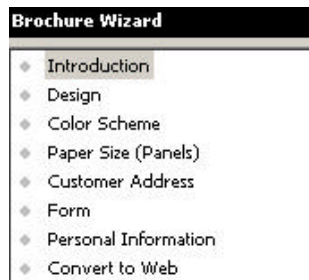 Brochure Wizard
Introduction
Design
Color Scheme
Paper Size (Panels)
Customer Address
Form
Personal Information
Convert to Web